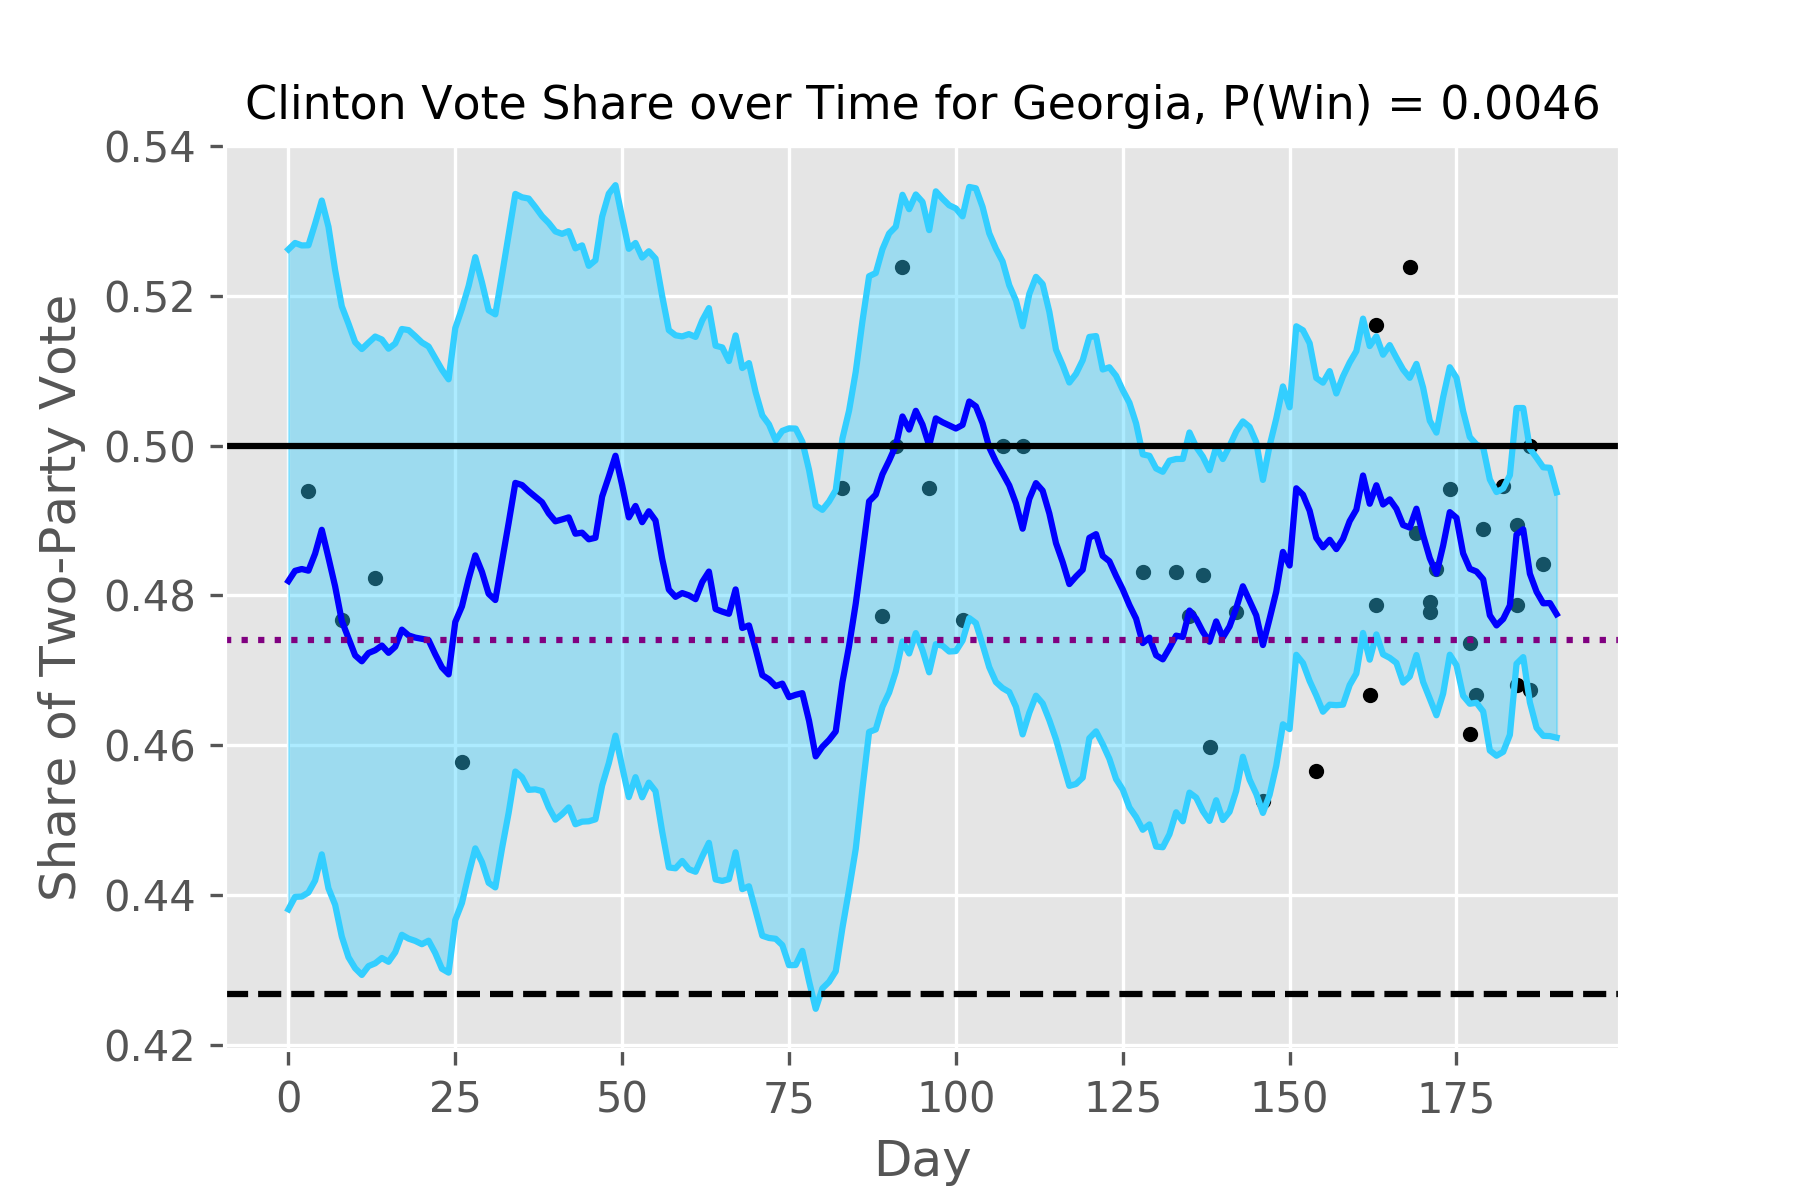 Clinton Vote Share over Time for Georgia, P(Win) = 0.0046
Share of Two-Party Vote
0.54
0.52
0.50
0.48
0.46
0.44
0.42
0 25 50 75 100 125 150 175
Day